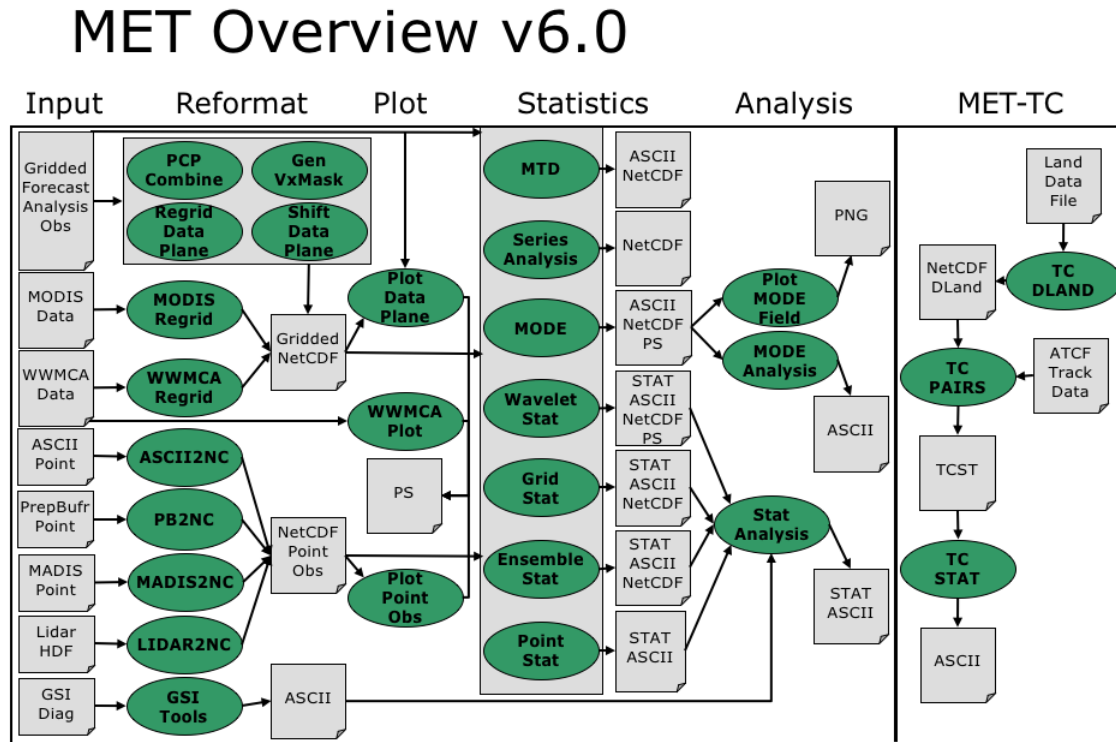 MET Overview v6.0
Input
Reformat
Plot
Statistics
Analysis
MET-TC
Gridded
Forecast
Analysis
Obs
MODIS
Data
WWMCA
Data
ASCII
Point
PrepBufr
Point
MADIS
Point
Lidar
HDF
GSI
Diag
PCP
Combine
Gen
VxMask
Regrid
Data
Plane
Shift
Data
Plane
MODIS
Regrid
WWMCA
Regrid
Gridded
NetCDF
ASCII2NC
PB2NC
MADIS2NC
LIDAR2NC
GSI
Tools
NetCDF
Point
Obs
ASCII
Plot
Data
Plane
WWMCA
Plot
PS
Plot
Point
Obs
MTD
Series
Analysis
MODE
Wavelet
Stat
Grid
Stat
Ensemble
Stat
Point
Stat
ASCII
NetCDF
NetCDF
ASCII
NetCDF
PS
STAT
ASCII
NetCDF
PS
STAT
ASCII
NetCDF
STAT
ASCII
NetCDF
STAT
ASCII
PNG
Plot
MODE
Field
MODE
Analysis
ASCII
Stat
Analysis
STAT
ASCII
Land
Data
File
NetCDF
DLand
TC
DLAND
TC
PAIRS
ATCF
Track
Data
TCST
TC
STAT
ASCII